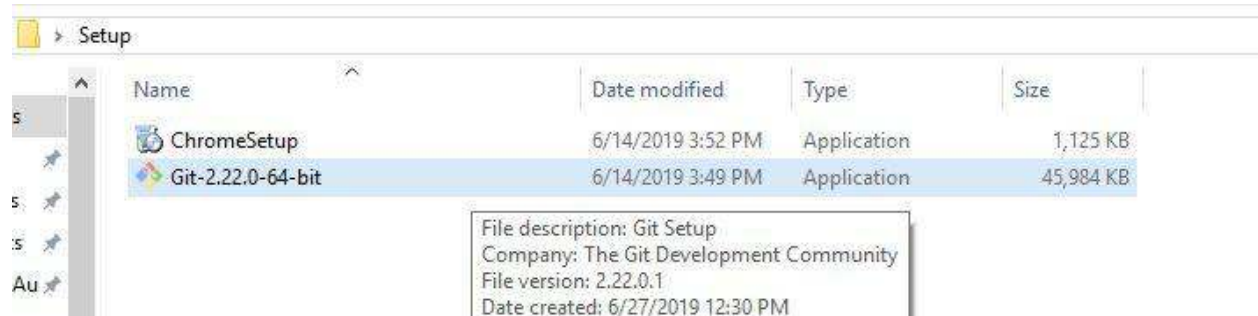 > Setup
Name Date modified Type Size
s
ChromeSetup 6/14/2019 3:52 PM Application 1,125 KB
Git-2.22.0-64-bit 6/14/2019 3:49 PM Application 45,984 KB
s
ts
Au
File description: Git Setup
Company: The Git Development Community
File version: 2.22.0.1
Date created: 6/27/2019 12:30 PM